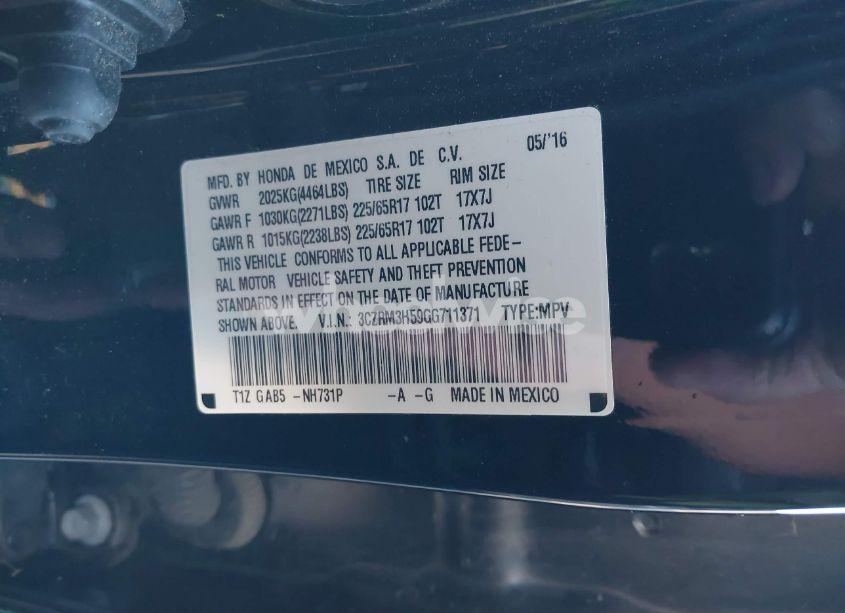 05/'16
MFD. BY HONDA DE MEXICO S.A. DE C.V.
GVWR 2025KG(4464LBS) TIRE SIZE RIM SIZE
GAWR F 1030KG(2271LBS) 225/65R17 102T 17X7J
GAWR R 1015KG(2238LBS) 225/65R17 102T 17X7J
THIS VEHICLE CONFORMS TO ALL APPLICABLE FEDE-
RAL MOTOR VEHICLE SAFETY AND THEFT PREVENTION
STANDARDS IN EFFECT ON THE DATE OF MANUFACTURE
SHOWN ABOVE. V.I.N.: 3CZRM3H59GG711371 TYPE:MPV
T1Z GAB5 -NH731P -A -G MADE IN MEXICO